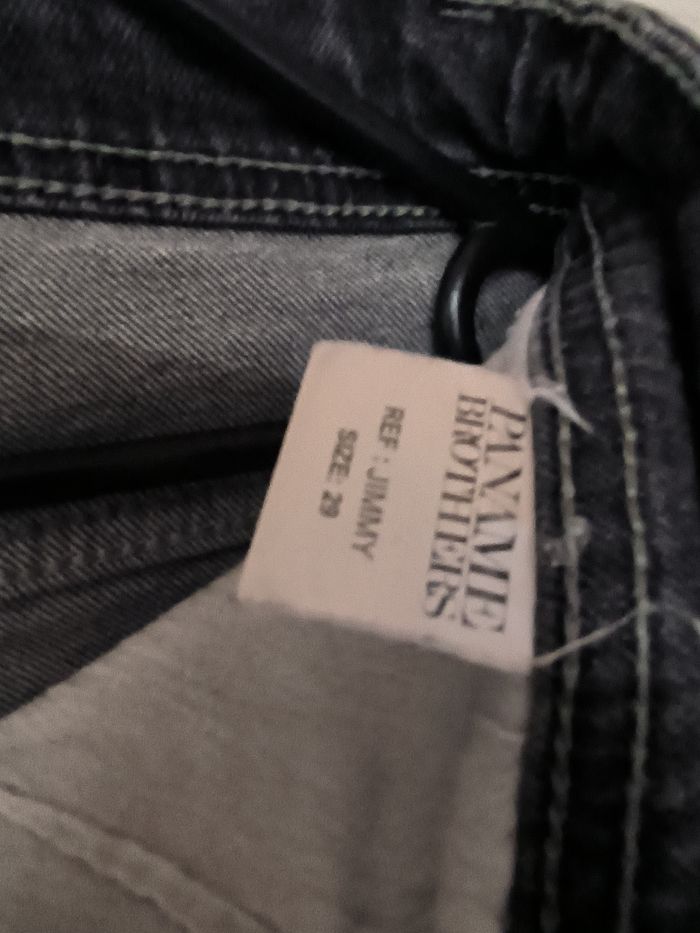 PANAME
BROTHERS
REF : JIMMY
SIZE: 29